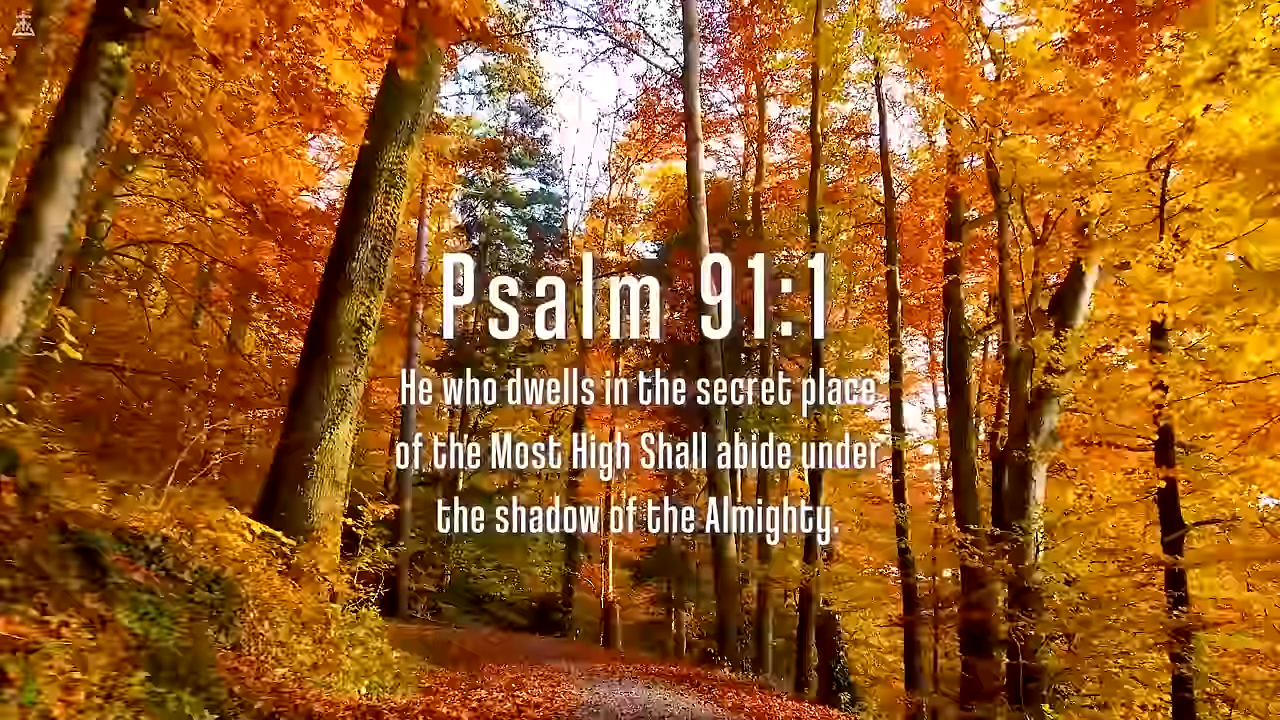 Psalm 91:1
He who dwells in the secret place
of the Most High Shall abide under
the shadow of the Almighty.